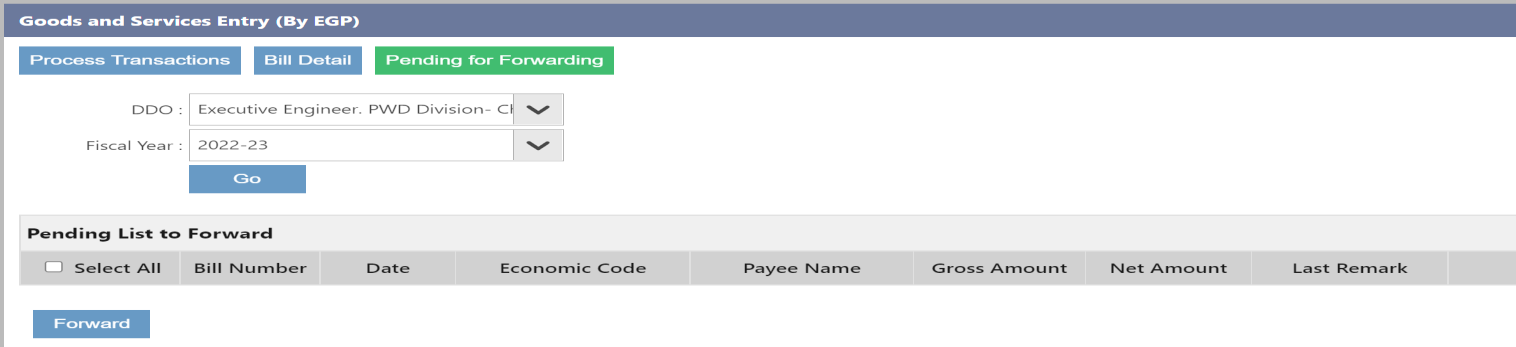 Goods and Services Entry (By EGP)
Process Transactions Bill Detail Pending for Forwarding
DDO : Executive Engineer. PWD Division-
Fiscal Year : 2022-23
Go
Pending List to Forward
Select All Bill Number Date Economic Code Payee Name Gross Amount Net Amount Last Remark
Forward